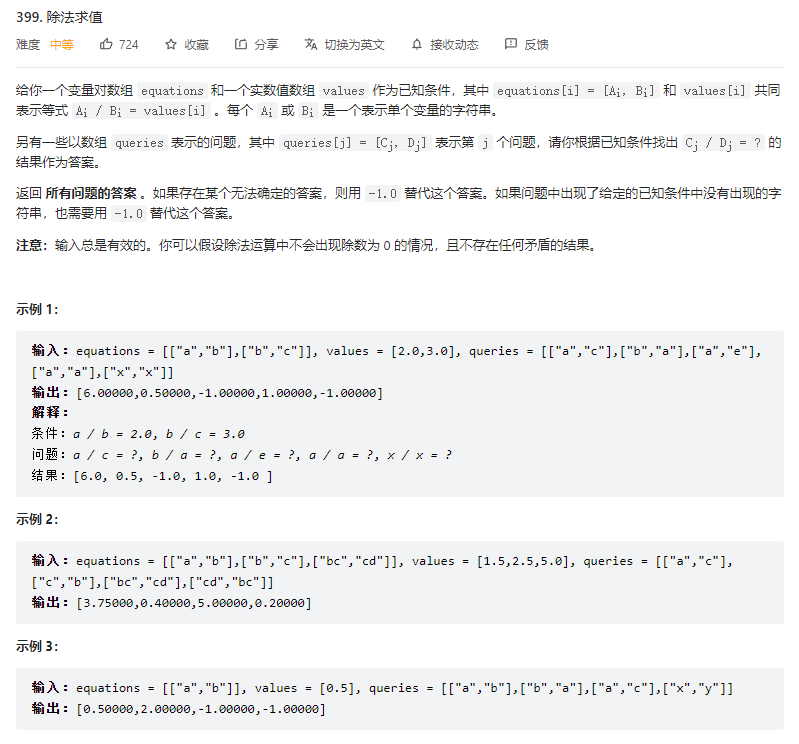 399. 除法求值
难度 中等 724 收藏 分享 切换为英文 接收动态 反馈
给你一个变量对数组 equations 和一个实数值数组 values 作为已知条件，其中 equations[i] = [Ai, Bi] 和 values[i] 共同
表示等式 Ai / Bi = values[i] 。每个 Ai 或 Bi 是一个表示单个变量的字符串。
另有一些以数组 queries 表示的问题，其中 queries[j] = [Cj, Dj] 表示第 j 个问题，请你根据已知条件找出 Cj / Dj = ? 的
结果作为答案。
返回 所有问题的答案 。如果存在某个无法确定的答案，则用 -1.0 替代这个答案。如果问题中出现了给定的已知条件中没有出现的字
符串，也需要用 -1.0 替代这个答案。
注意：输入总是有效的。你可以假设除法运算中不会出现除数为 0 的情况，且不存在任何矛盾的结果。
示例 1：
输入：equations = [["a","b"],["b","c"]], values = [2.0,3.0], queries = [["a","c"],["b","a"],["a","e"],
["a","a"],["x","x"]]
输出：[6.00000,0.50000,-1.00000,1.00000,-1.00000]
解释：
条件：a / b = 2.0, b / c = 3.0
问题：a / c = ?, b / a = ?, a / e = ?, a / a = ?, x / x = ?
结果：[6.0, 0.5, -1.0, 1.0, -1.0 ]
示例 2：
输入：equations = [["a","b"],["b","c"],["bc","cd"]], values = [1.5,2.5,5.0], queries = [["a","c"],
["c","b"],["bc","cd"],["cd","bc"]]
输出：[3.75000,0.40000,5.00000,0.20000]
示例 3：
输入：equations = [["a","b"]], values = [0.5], queries = [["a","b"],["b","a"],["a","c"],["x","y"]]
输出：[0.50000,2.00000,-1.00000,-1.00000]